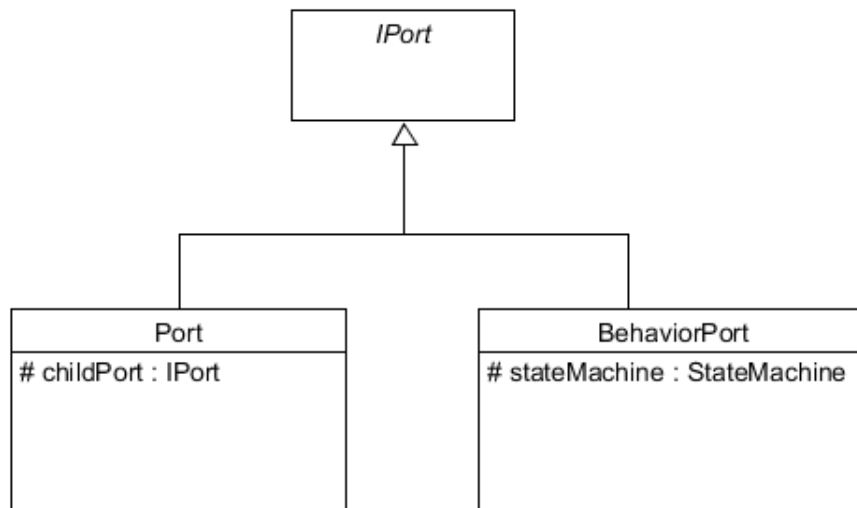 IPort
Port
# childPort : IPort
BehaviorPort
# stateMachine : StateMachine